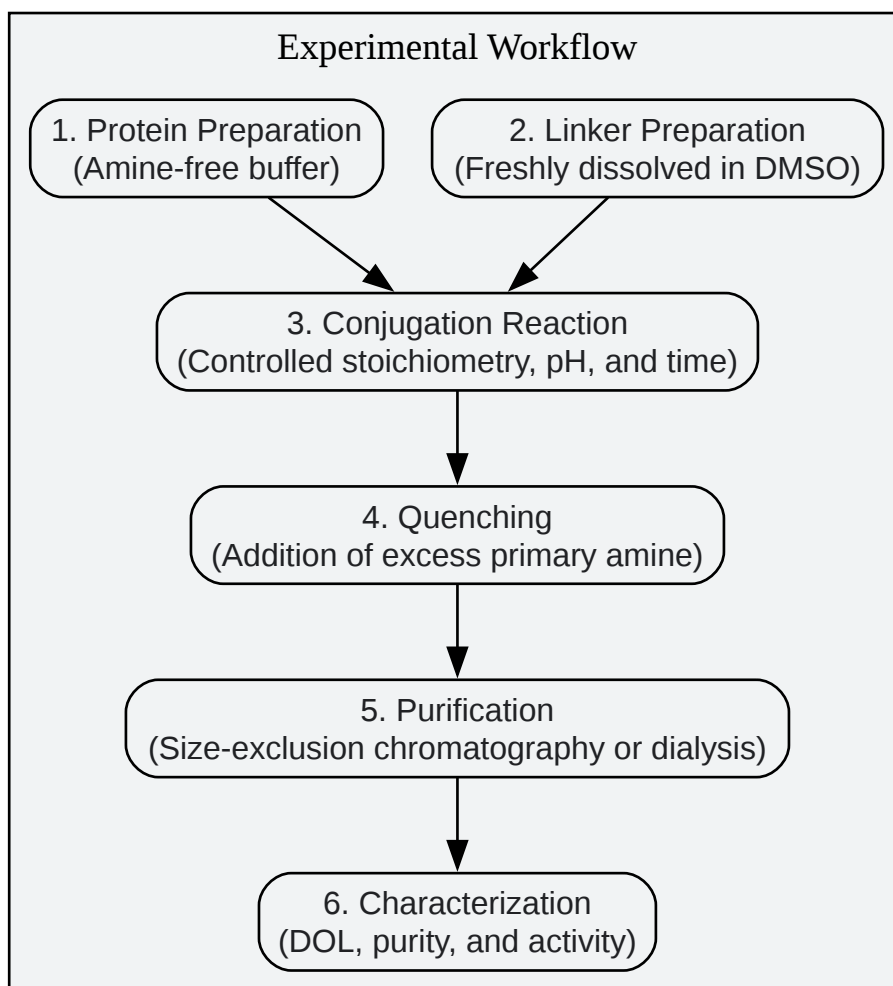 Experimental Workflow
1. Protein Preparation
(Amine-free buffer)
2. Linker Preparation
(Freshly dissolved in DMSO)
3. Conjugation Reaction
(Controlled stoichiometry, pH, and time)
4. Quenching
(Addition of excess primary amine)
5. Purification
(Size-exclusion chromatography or dialysis)
6. Characterization
(DOL, purity, and activity)